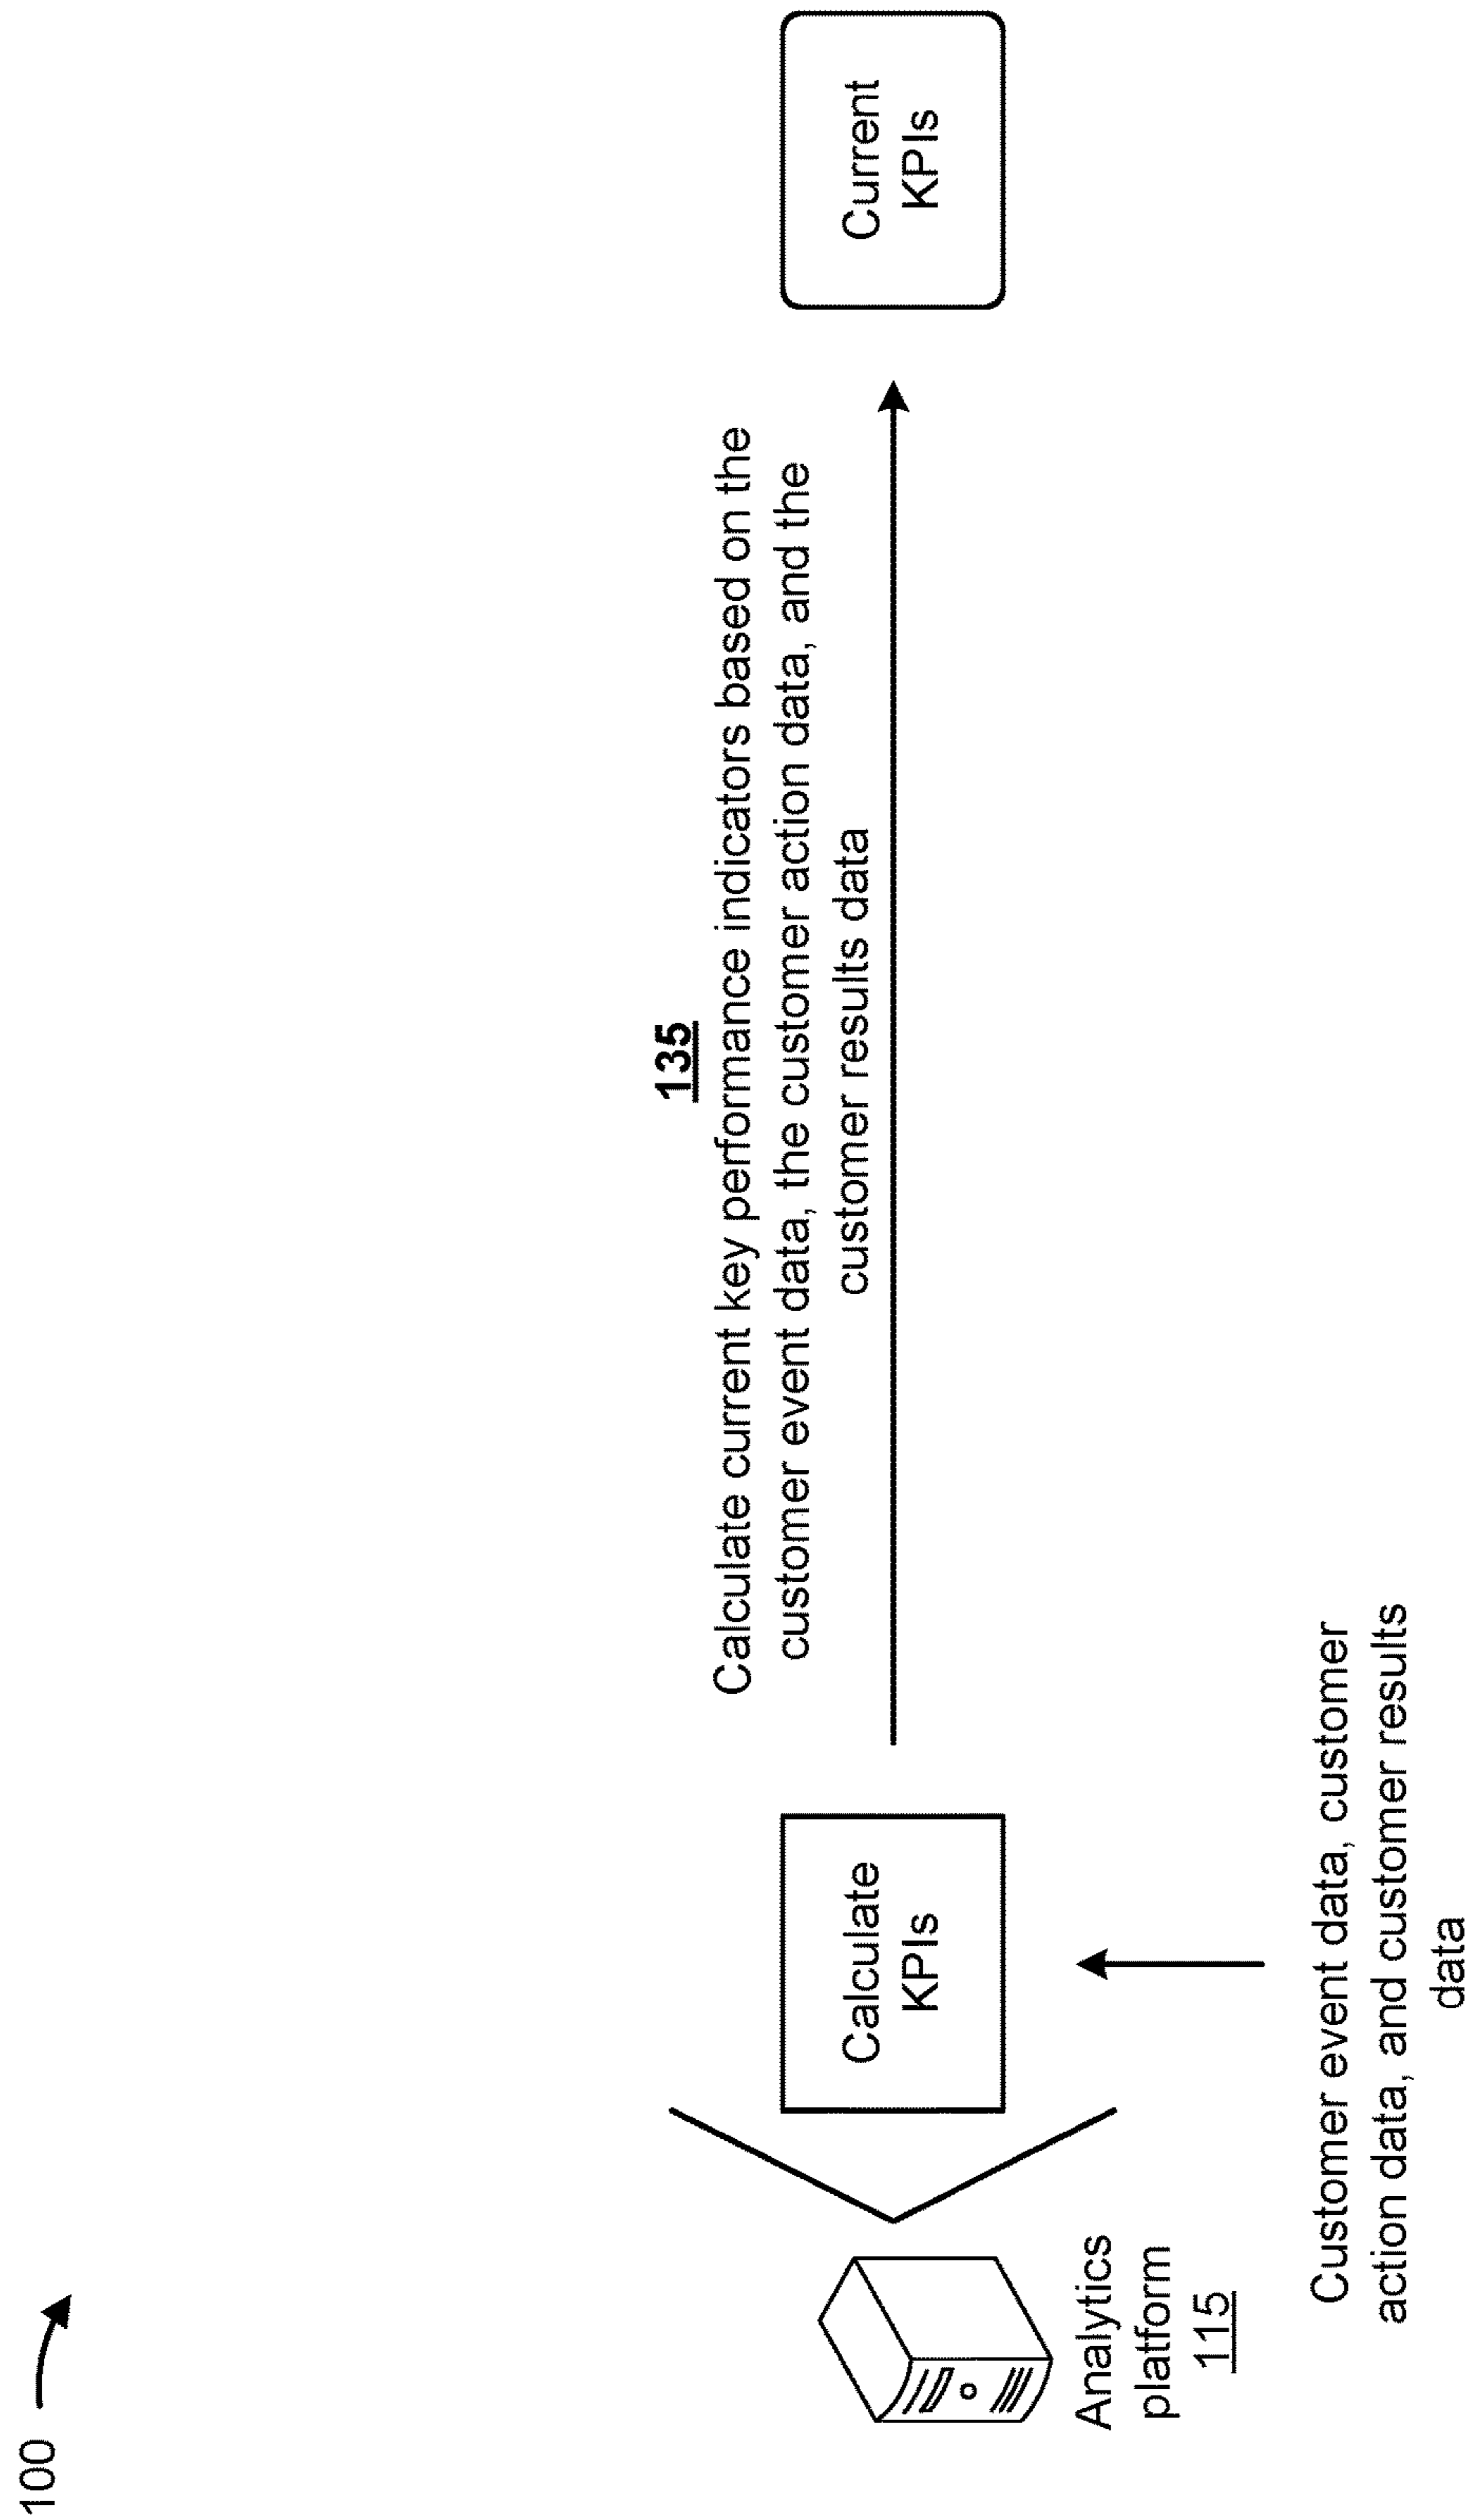 100
135
Calculate current key performance indicators based on the
customer event data, the customer action data, and the
customer results data
Calculate
KPIs
Current
KPIs
Analytics
platform
115
Customer event data, customer
action data, and customer results
data